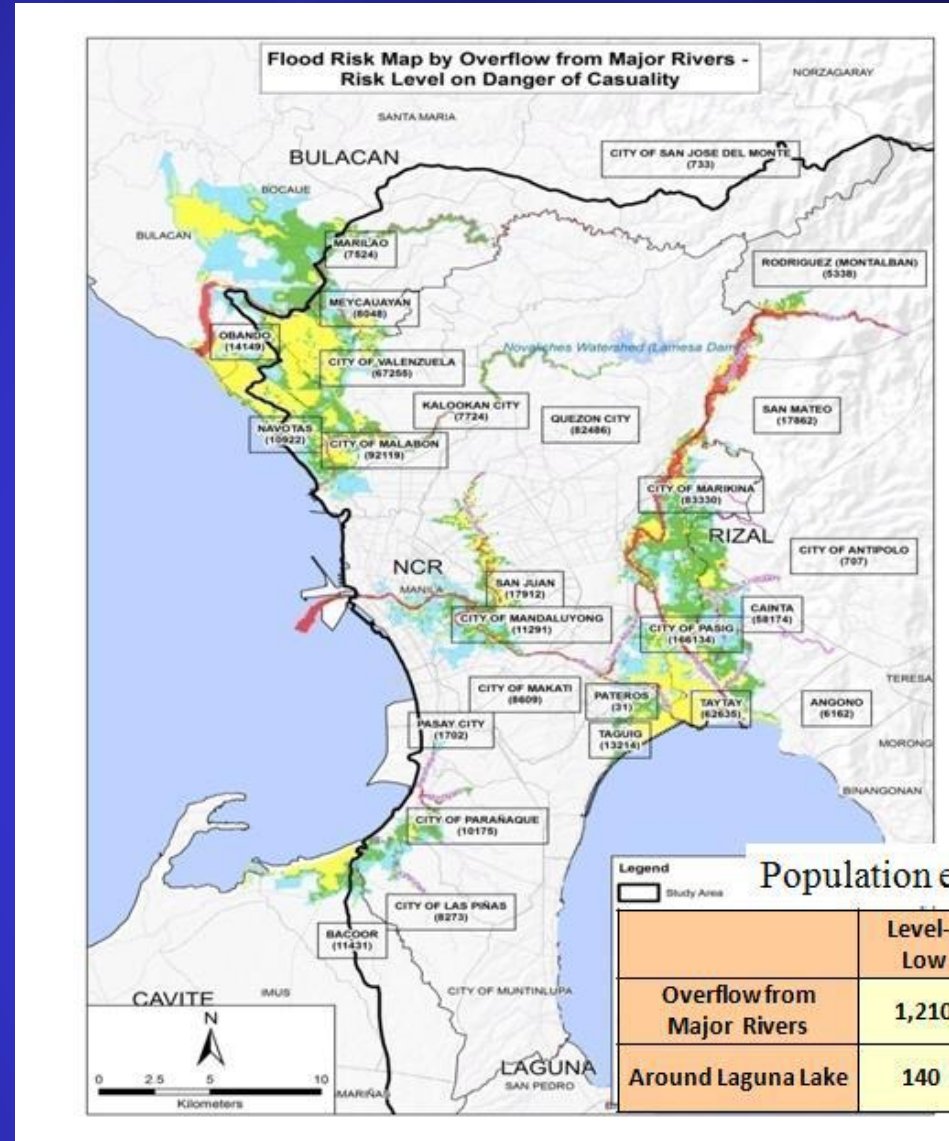 Flood Risk Map by Overflow from Major Rivers -
Risk Level on Danger of Casuality
NORZAGARAY
SANTA MARIA
BULACAN
CITY OF SAN JOSE DEL MONTE
(733)
BOCAUE
BULACAN
MARILAO
(7524)
RODRIGUEZ (MONTALBAN)
(5338)
MEYCAUAYAN
(8048)
OBANDO
(14149)
Novaliches Watershed (Lamesa Dam)
CITY OF VALENZUELA
(67255)
KALOOKAN CITY
(7724)
QUEZON CITY
(82486)
SAN MATEO
(17862)
NAVOTAS
(10922)
CITY OF MALABON
(92119)
CITY OF MARIKINA
(83330)
RIZAL
CITY OF ANTIPOLO
(707)
NCR
MANILA
SAN JUAN
(17912)
CITY OF MANDALUYONG
(11291)
CAINTA
(58174)
CITY OF PASIG
(166134)
TERESA
CITY OF MAKATI
(8609)
PATEROS
(31)
TAYTAY
(62635)
ANGONO
(6162)
PASAY CITY
(1702)
TAGUIG
(13214)
MORONG
BINANGONAN
CITY OF PARAÑAQUE
(10175)
Legend
Study Area
Population e
CITY OF LAS PIÑAS
(8273)
BACOOR
(11431)
Level-
Low
CAVITE
IMUS
CITY OF MUNTINLUPA
Overflow from
Major Rivers
1,210
N
0 2.5 5 10
Kilometers
LAGUNA
SAN PEDRO
Around Laguna Lake
140